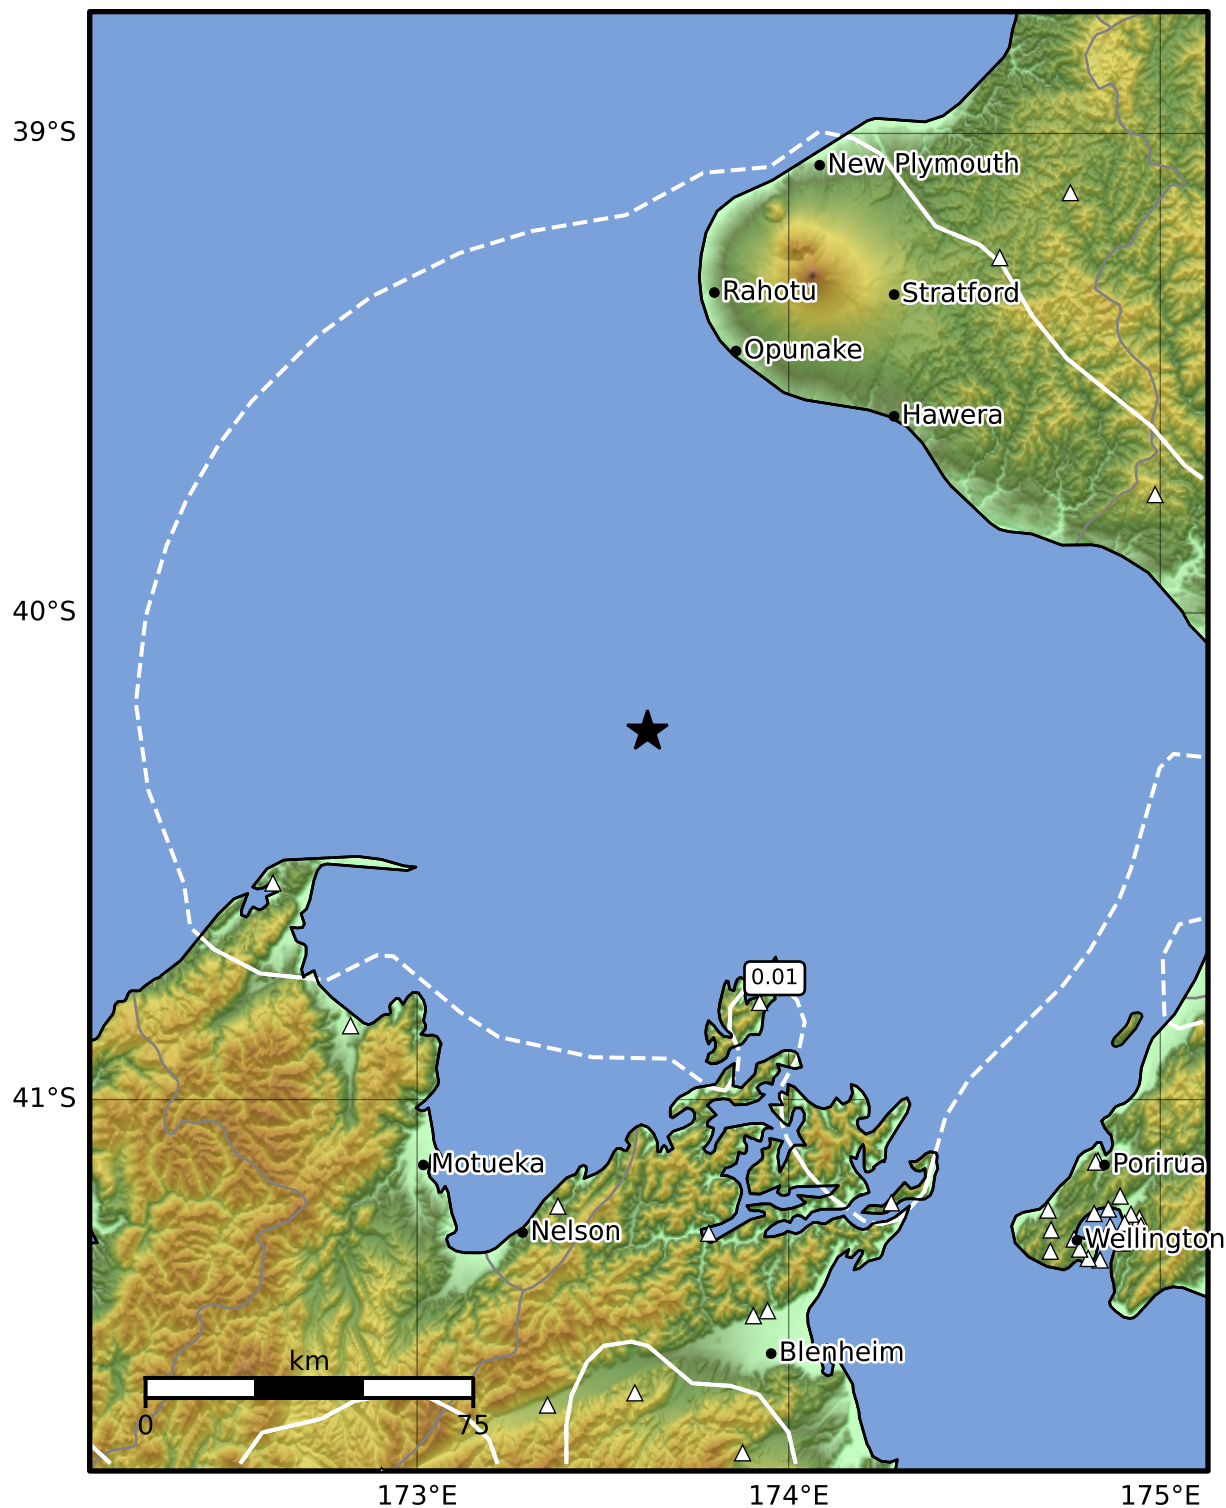 39°S
New Plymouth
Rahotu
Stratford
Opunake
Hawera
40°S
0.01
41°S
Motueka
Porirua
Nelson
Wellington
Blenheim
km
0
75
173°E
174°E
175°E